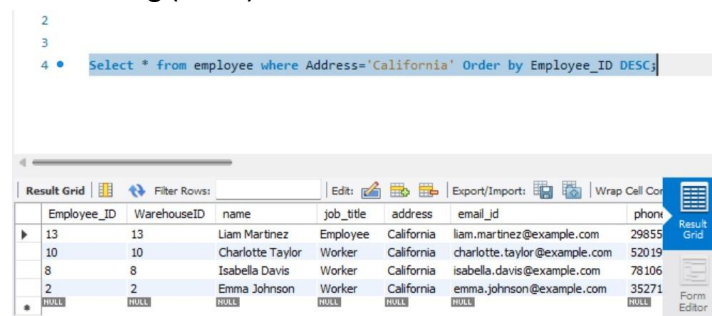 2
3
4 Select * from employee where Address='California' Order by Employee_ID DESC;
Result Grid Filter Rows: Edit: Export/Import: Wrap Cell Cor
Employee_ID WarehouseID name job_title address email_id phone
13 13 Liam Martinez Employee California liam.martinez@example.com 29855
10 10 Charlotte Taylor Worker California charlotte.taylor@example.com 52019
8 8 Isabella Davis Worker California isabella.davis@example.com 78106
2 2 Emma Johnson Worker California emma.johnson@example.com 35271
NULL NULL NULL NULL NULL NULL NULL
Result
Grid
Form
Editor